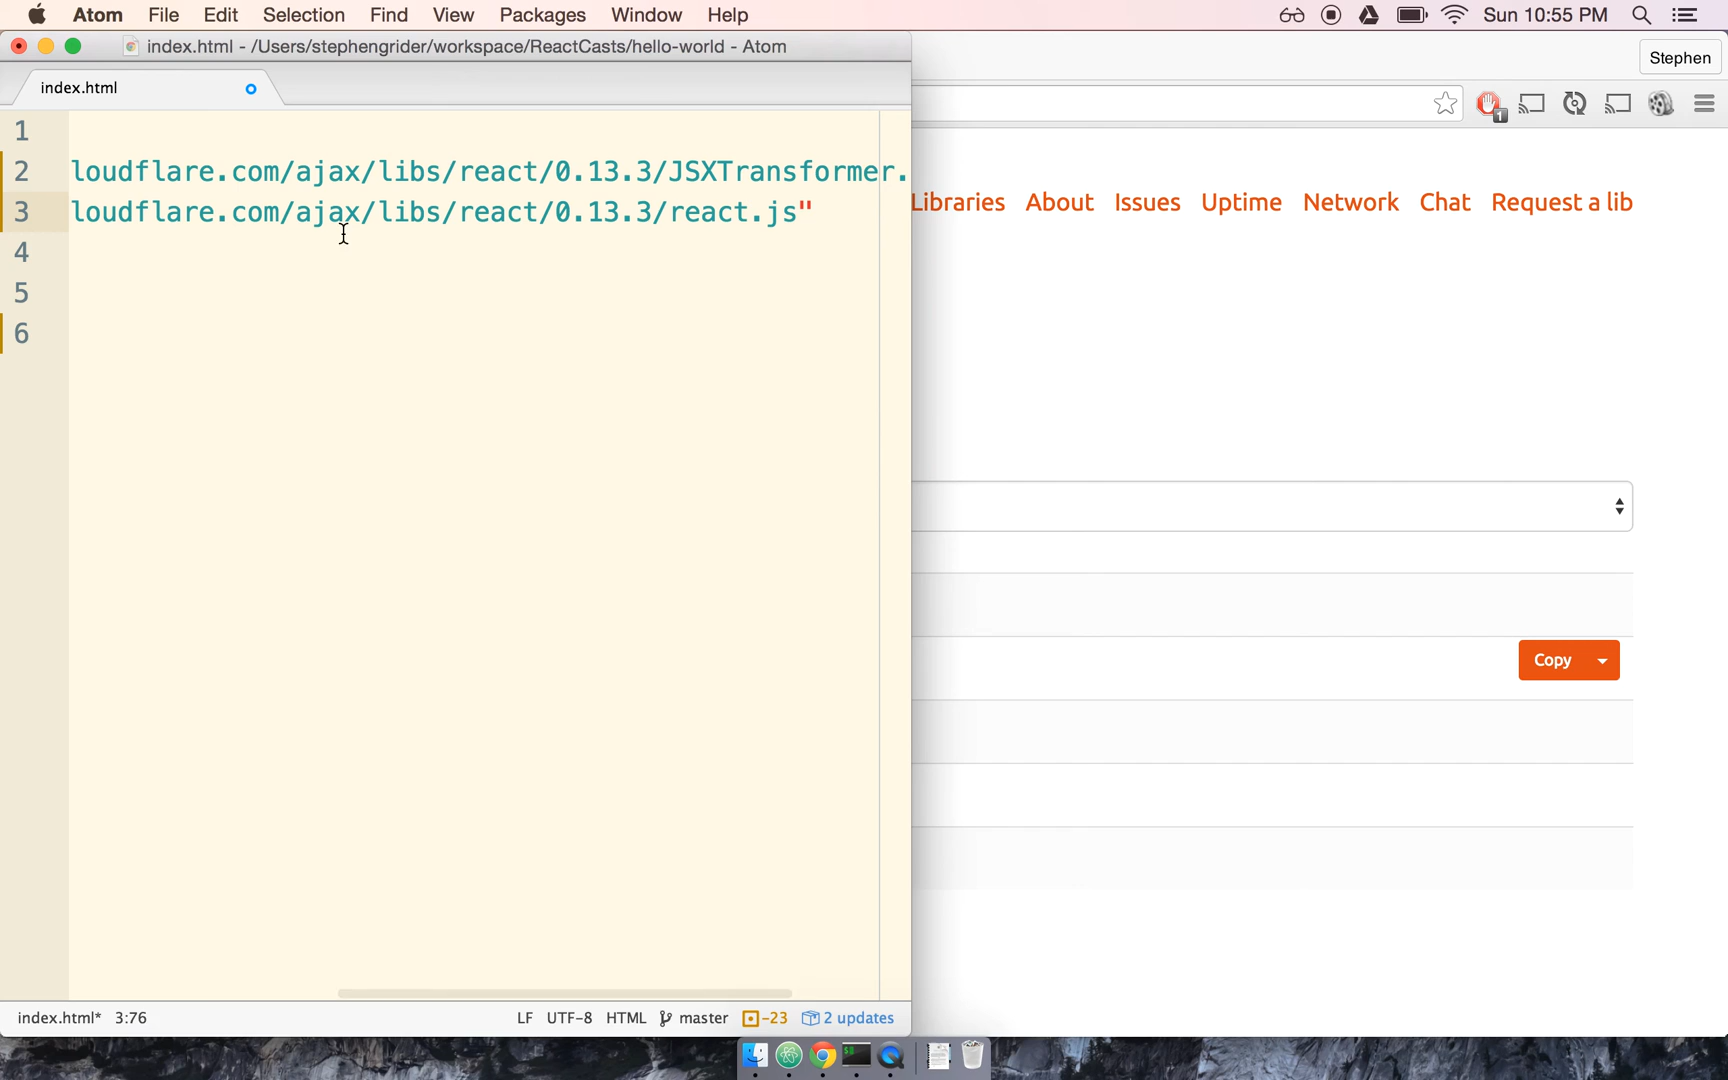 Atom File Edit Selection Find View Packages Window Help Sun 10:55 PM
index.html - /Users/stephengrider/workspace/ReactCasts/hello-world - Atom
Stephen
index.html
1
1
2 loudflare.com/ajax/libs/react/0.13.3/JSXTransformer.
3 loudflare.com/ajax/libs/react/0.13.3/react.js"
4
5
6
Libraries About Issues Uptime Network Chat Request a lib
Copy
index.html* 3:76 LF UTF-8 HTML master -23 2 updates